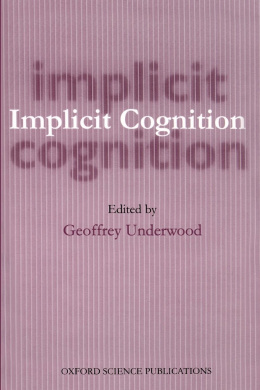 implicit
Implicit Cognition
cognition
Edited by
Geoffrey Underwood
OXFORD SCIENCE PUBLICATIONS